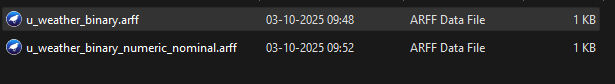 u_weather_binary.arff 03-10-2025 09:48 ARFF Data File 1 KB
u_weather_binary_numeric_nominal.arff 03-10-2025 09:52 ARFF Data File 1 KB